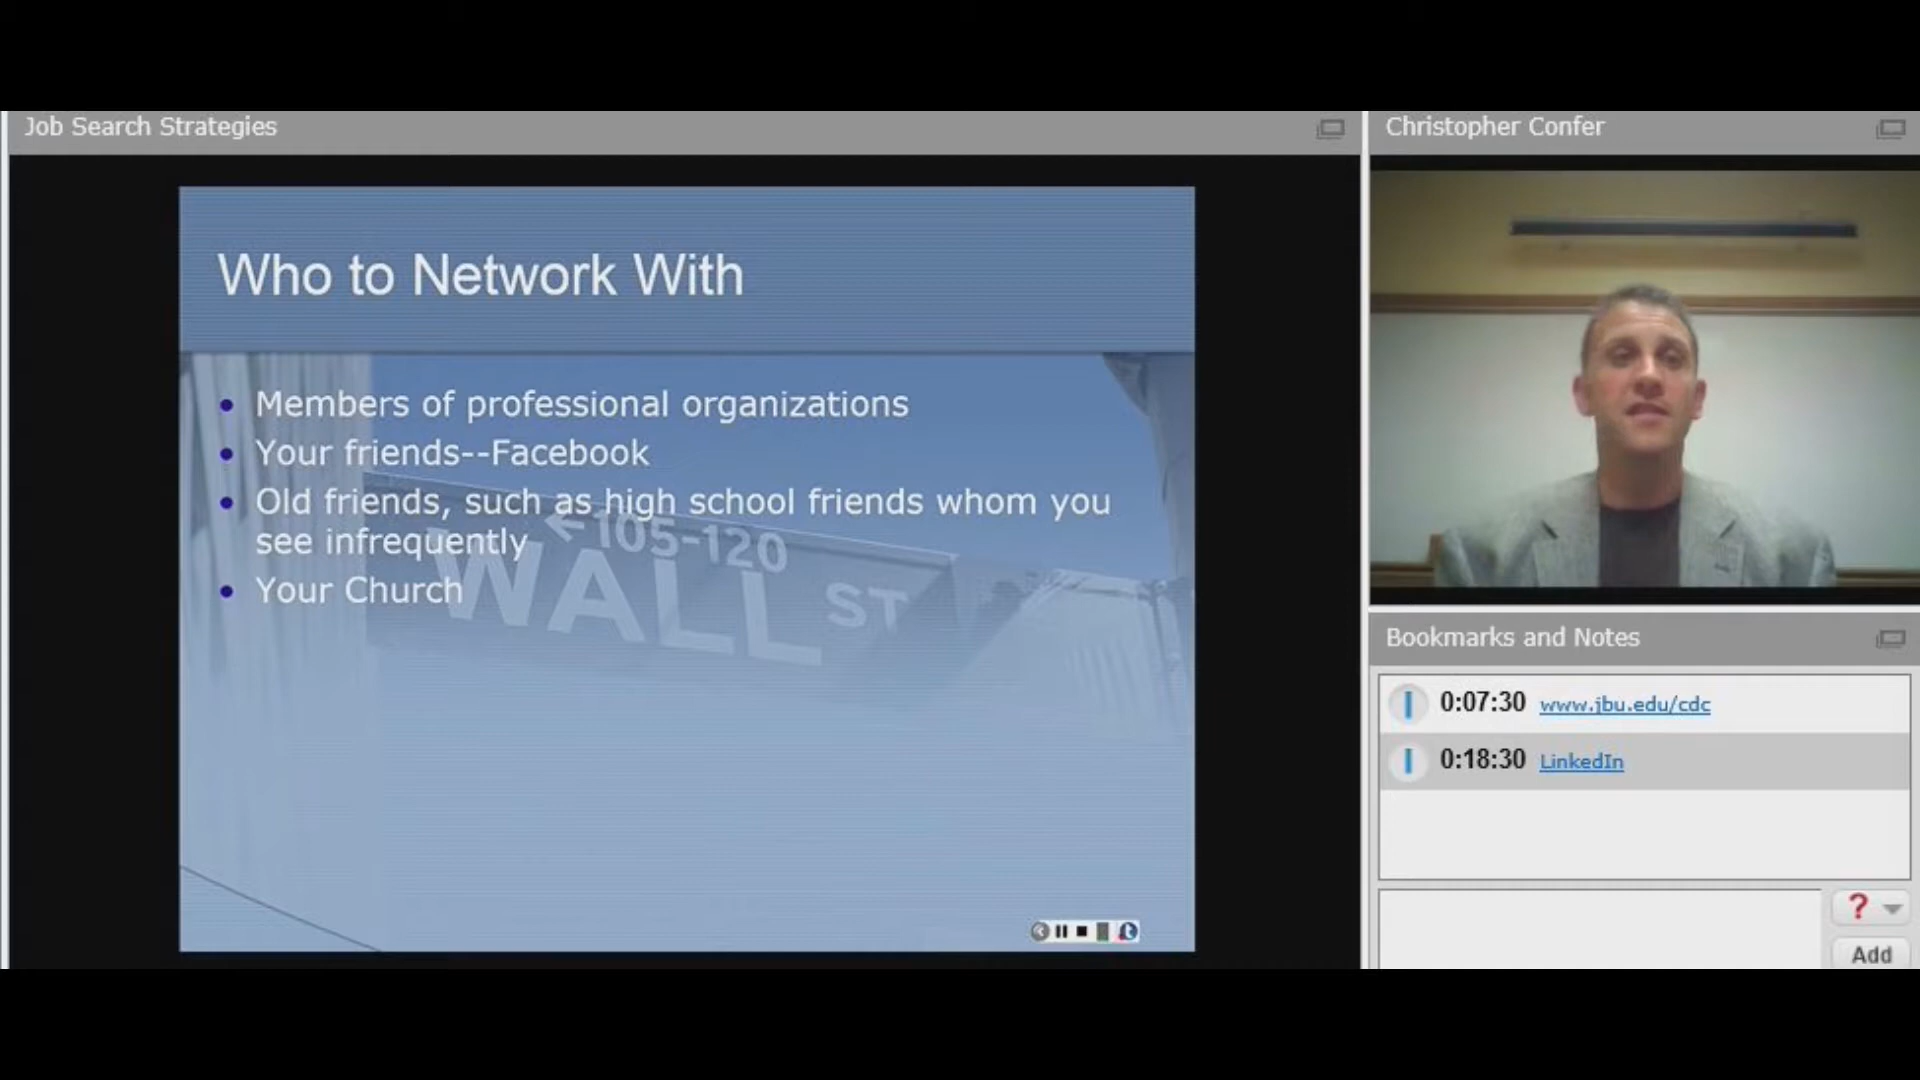 Job Search Strategies
Who to Network With
Members of professional organizations
Your friends--Facebook
Old friends, such as high school friends whom you
see infrequently
Your Church
←105-120
WALL ST
Christopher Confer
Bookmarks and Notes
0:07:30 www.jbu.edu/cdc
0:18:30 LinkedIn
?
Add